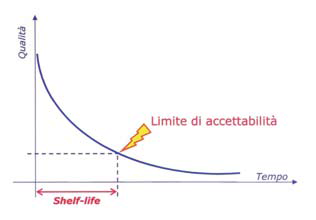 Qualità
Limite di accettabilità
Tempo
Shelf-life